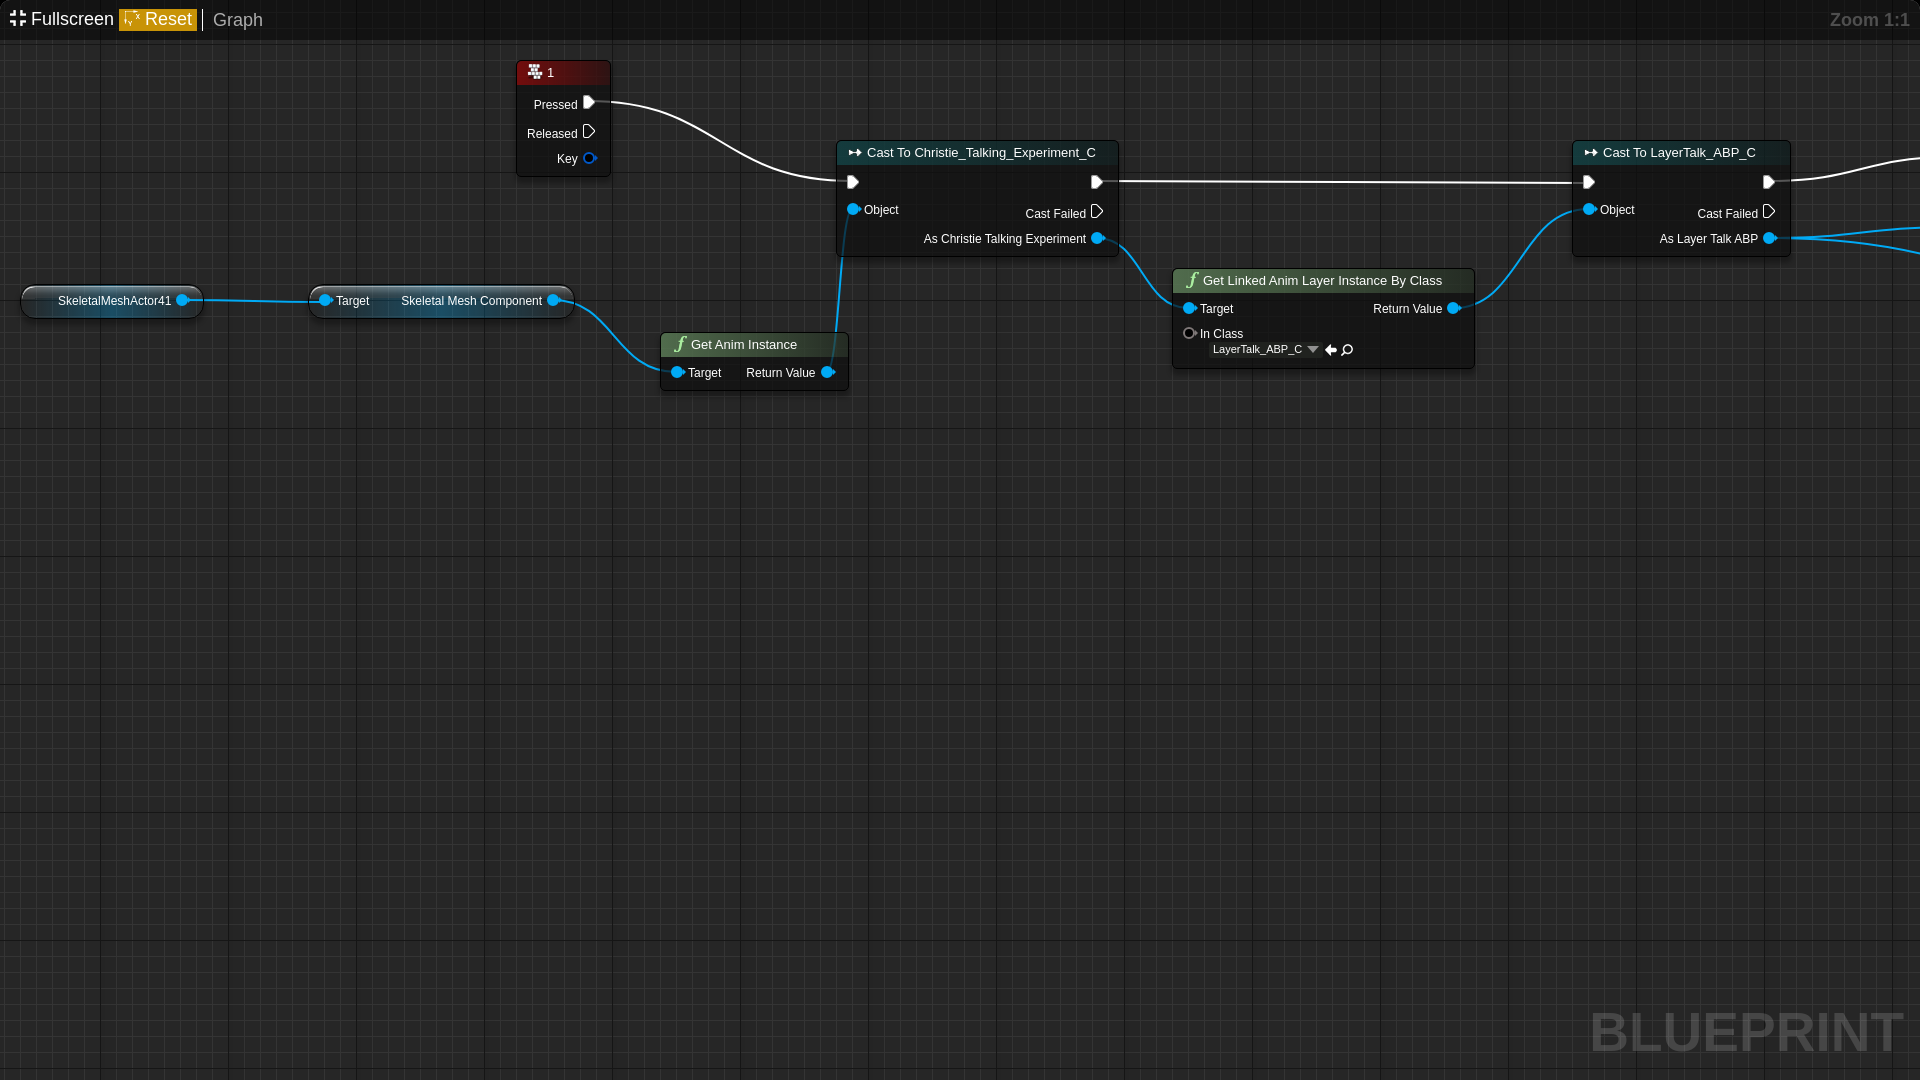 Fullscreen Reset Graph Zoom 1:1
1
Pressed
Released
Key
Cast To Christie_Talking_Experiment_C
Object
Cast Failed
As Christie Talking Experiment
Cast To LayerTalk_ABP_C
Object
Cast Failed
As Layer Talk ABP
SkeletalMeshActor41
Target Skeletal Mesh Component
Get Anim Instance
Target Return Value
Get Linked Anim Layer Instance By Class
Target Return Value
In Class
LayerTalk_ABP_C
BLUEPRINT